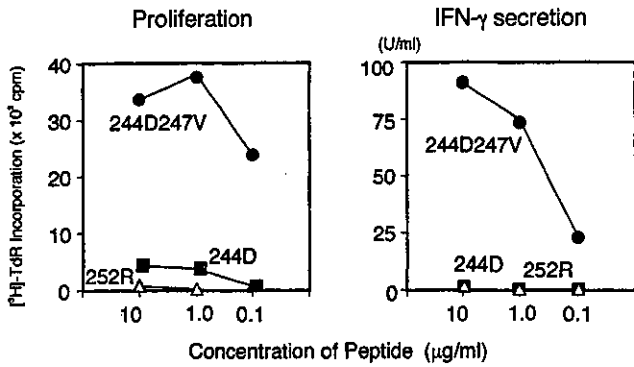 Proliferation
[³H]-TdR Incorporation (x 10³ cpm)
40
30
20
10
0
244D247V
244D
252R
10
1.0
0.1
IFN-γ secretion
(U/ml)
100
75
50
25
0
244D247V
244D
252R
10
1.0
0.1
Concentration of Peptide (μg/ml)